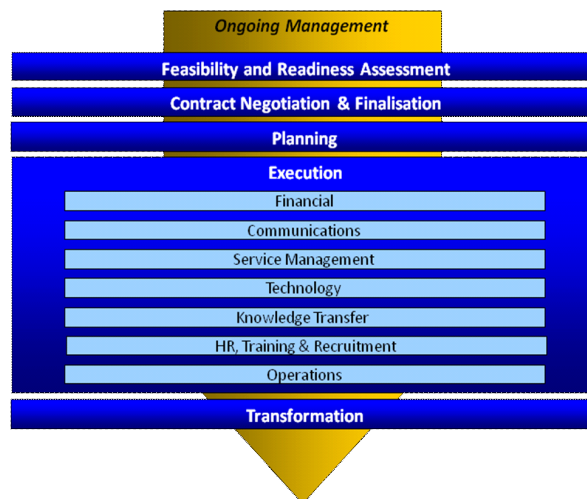 Ongoing Management
Feasibility and Readiness Assessment
Contract Negotiation & Finalisation
Planning
Execution
Financial
Communications
Service Management
Technology
Knowledge Transfer
HR, Training & Recruitment
Operations
Transformation